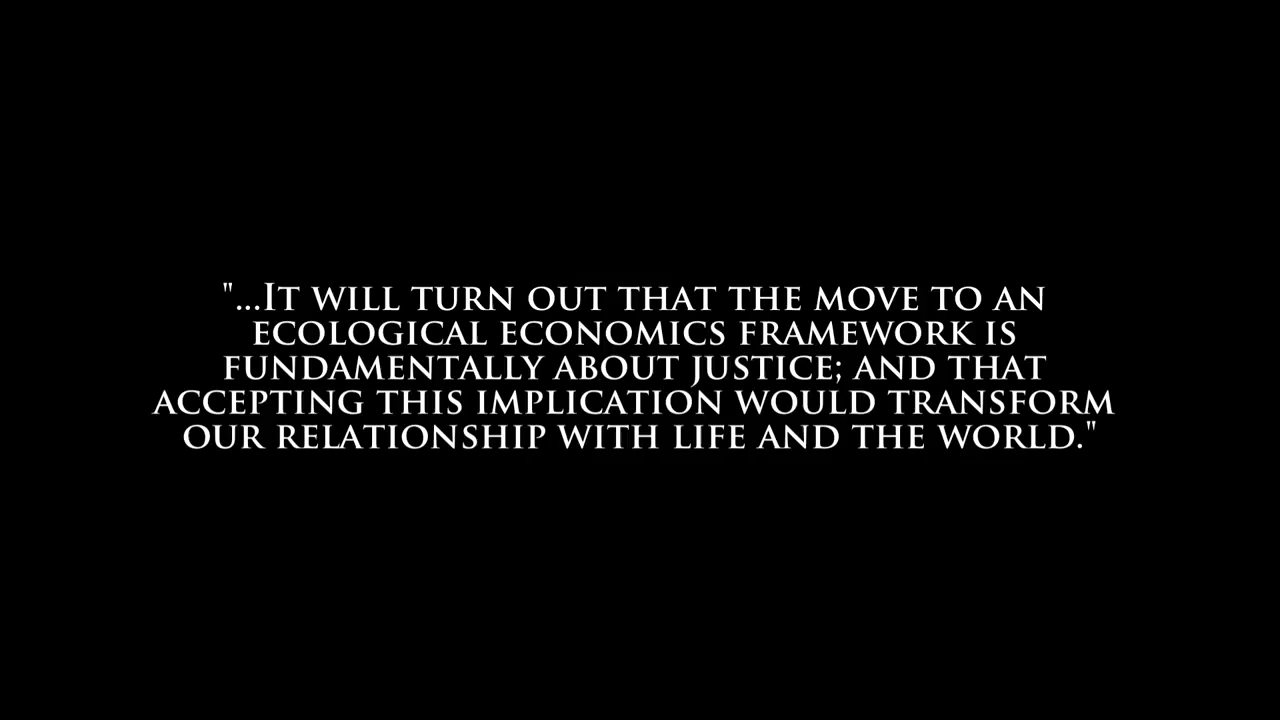 "...It will turn out that the move to an
ecological economics framework is
fundamentally about justice; and that
accepting this implication would transform
our relationship with life and the world."